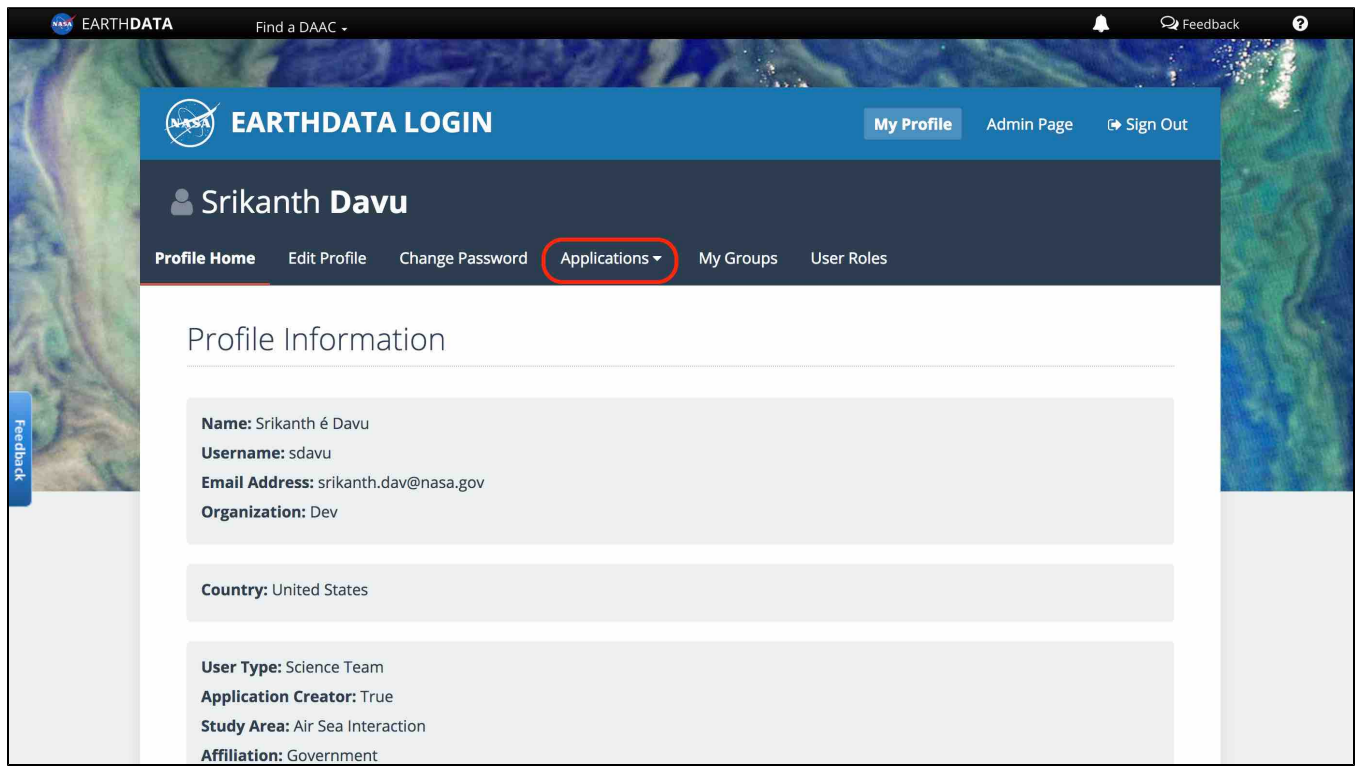 NASA EARTHDATA Find a DAAC Feedback ?
NASA EARTHDATA LOGIN My Profile Admin Page Sign Out
Srikanth Davu
Profile Home Edit Profile Change Password Applications My Groups User Roles
Profile Information
Feedback
Name: Srikanth é Davu
Username: sdavu
Email Address: srikanth.dav@nasa.gov
Organization: Dev
Country: United States
User Type: Science Team
Application Creator: True
Study Area: Air Sea Interaction
Affiliation: Government